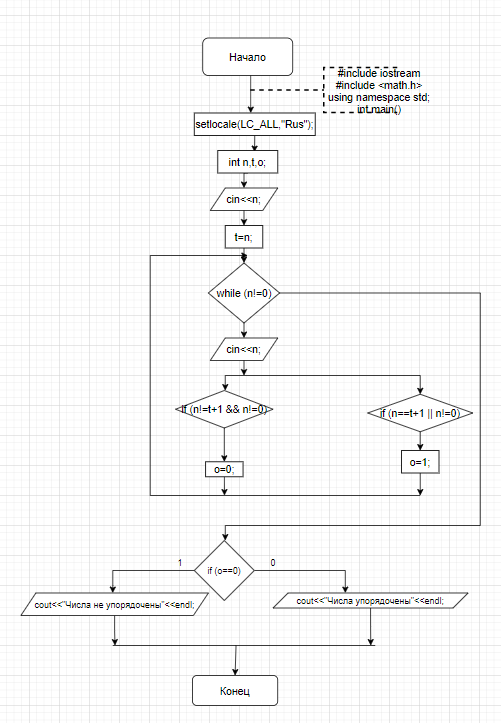 Начало
#include iostream
#include <math.h>
using namespace std;
int main()
setlocale(LC_ALL,"Rus");
int n,t,o;
cin<<n;
t=n;
while (n!=0)
cin<<n;
if (n!=t+1 && n!=0)
if (n==t+1 || n!=0)
o=0;
o=1;
if (o==0)
1
0
cout<<"Числа не упорядочены"<<endl;
cout<<"Числа упорядочены"<<endl;
Конец